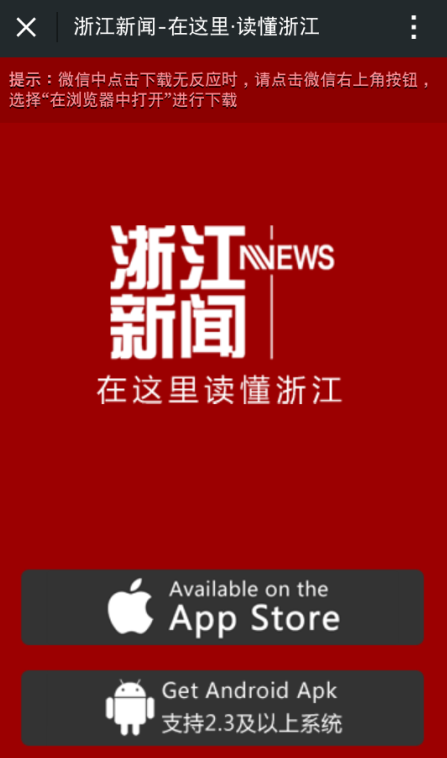 浙江新闻-在这里·读懂浙江
提示：微信中点击下载无反应时，请点击微信右上角按钮，
选择“在浏览器中打开”进行下载
浙江 NEWS
新闻
在这里读懂浙江
Available on the
App Store
Get Android Apk
支持2.3及以上系统